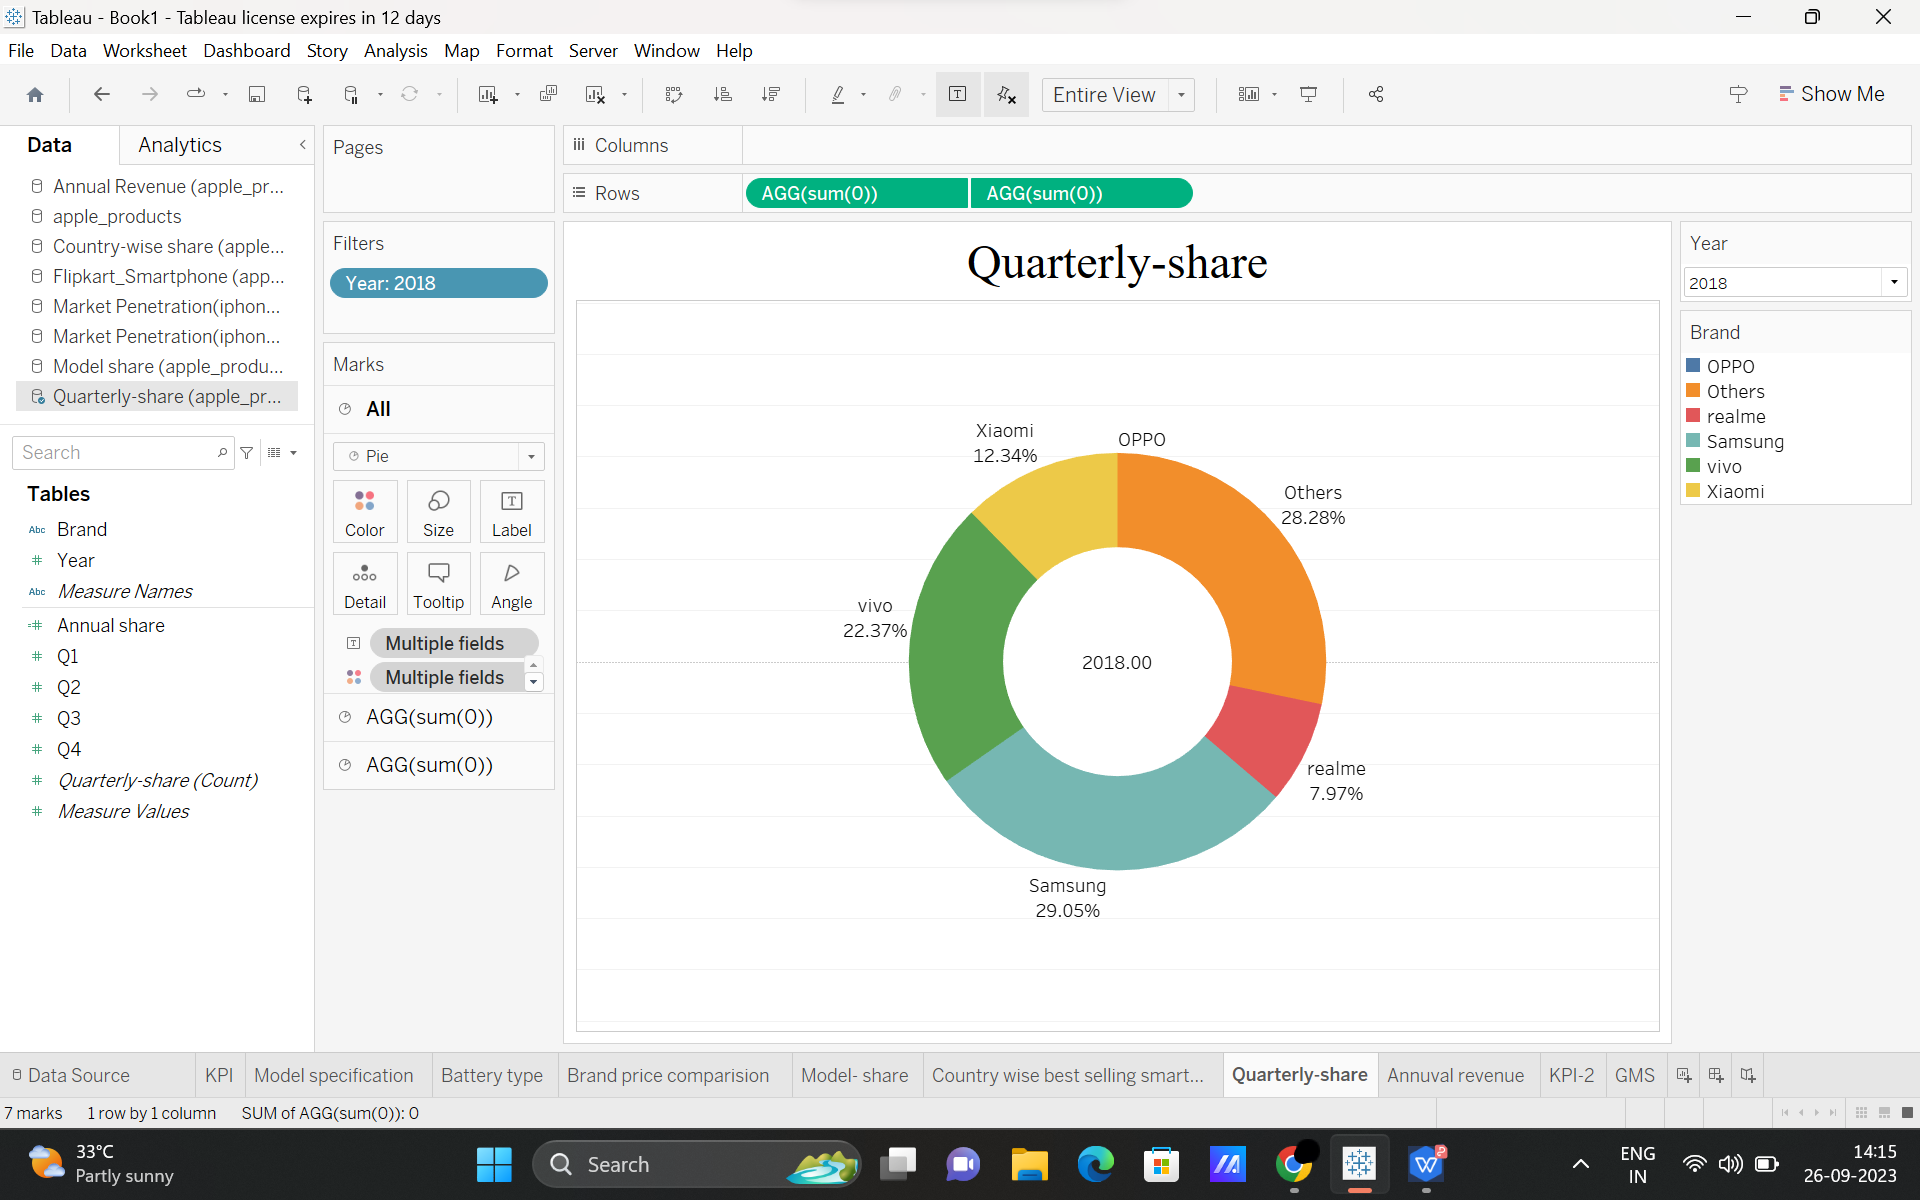 Tableau - Book1 - Tableau license expires in 12 days
File Data Worksheet Dashboard Story Analysis Map Format Server Window Help
Entire View
Show Me
Data
Analytics
Annual Revenue (apple_pr...
apple_products
Country-wise share (apple...
Flipkart_Smartphone (app...
Market Penetration(iphon...
Market Penetration(iphon...
Model share (apple_produ...
Quarterly-share (apple_pr...
Search
Tables
Abc Brand
# Year
Abc Measure Names
=# Annual share
# Q1
# Q2
# Q3
# Q4
# Quarterly-share (Count)
# Measure Values
Pages
Filters
Year: 2018
Marks
All
Pie
Color Size Label
Detail Tooltip Angle
Multiple fields
Multiple fields
AGG(sum(0))
AGG(sum(0))
Columns
Rows
AGG(sum(0)) AGG(sum(0))
Quarterly-share
Xiaomi
12.34%
OPPO
Others
28.28%
vivo
22.37%
2018.00
realme
7.97%
Samsung
29.05%
Year
2018
Brand
OPPO
Others
realme
Samsung
vivo
Xiaomi
Data Source KPI Model specification Battery type Brand price comparision Model- share Country wise best selling smart... Quarterly-share Annuval revenue KPI-2 GMS
7 marks 1 row by 1 column SUM of AGG(sum(0)): 0
33°C
Partly sunny
Search
ENG
IN
14:15
26-09-2023